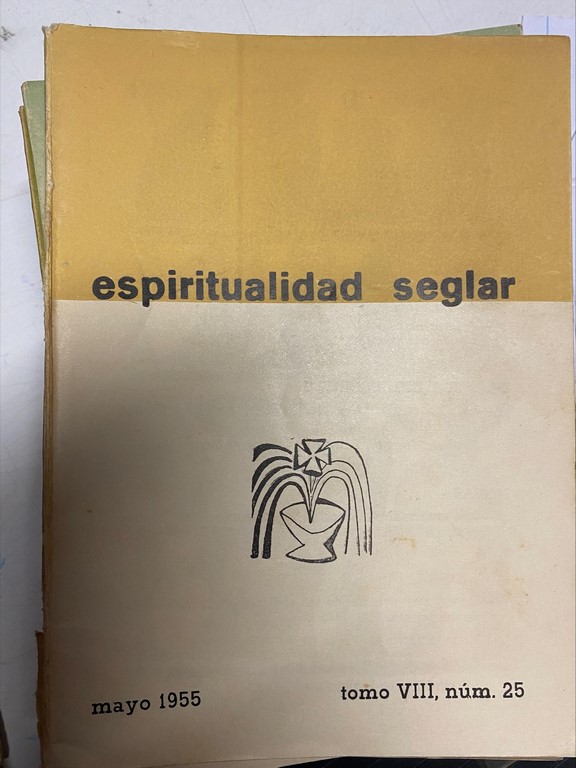 espiritualidad seglar
mayo 1955
tomo VIII, núm. 25